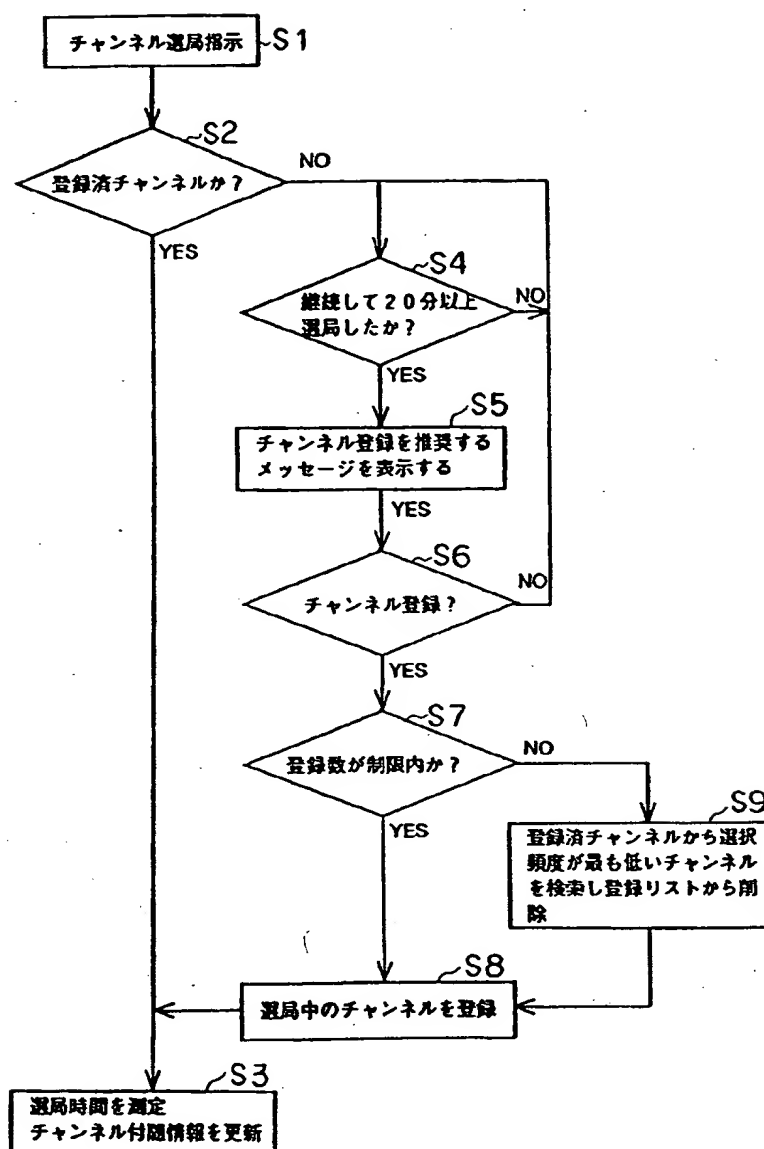 チャンネル選局指示
S1
S2
登録済チャンネルか？
NO
YES
S4
継続して２０分以上
選局したか？
NO
YES
S5
チャンネル登録を推奨する
メッセージを表示する
YES
S6
チャンネル登録？
NO
YES
S7
登録数が制限内か？
NO
YES
S9
登録済チャンネルから選択
頻度が最も低いチャンネル
を検索し登録リストから削
除
S8
選局中のチャンネルを登録
S3
選局時間を測定
チャンネル付随情報を更新